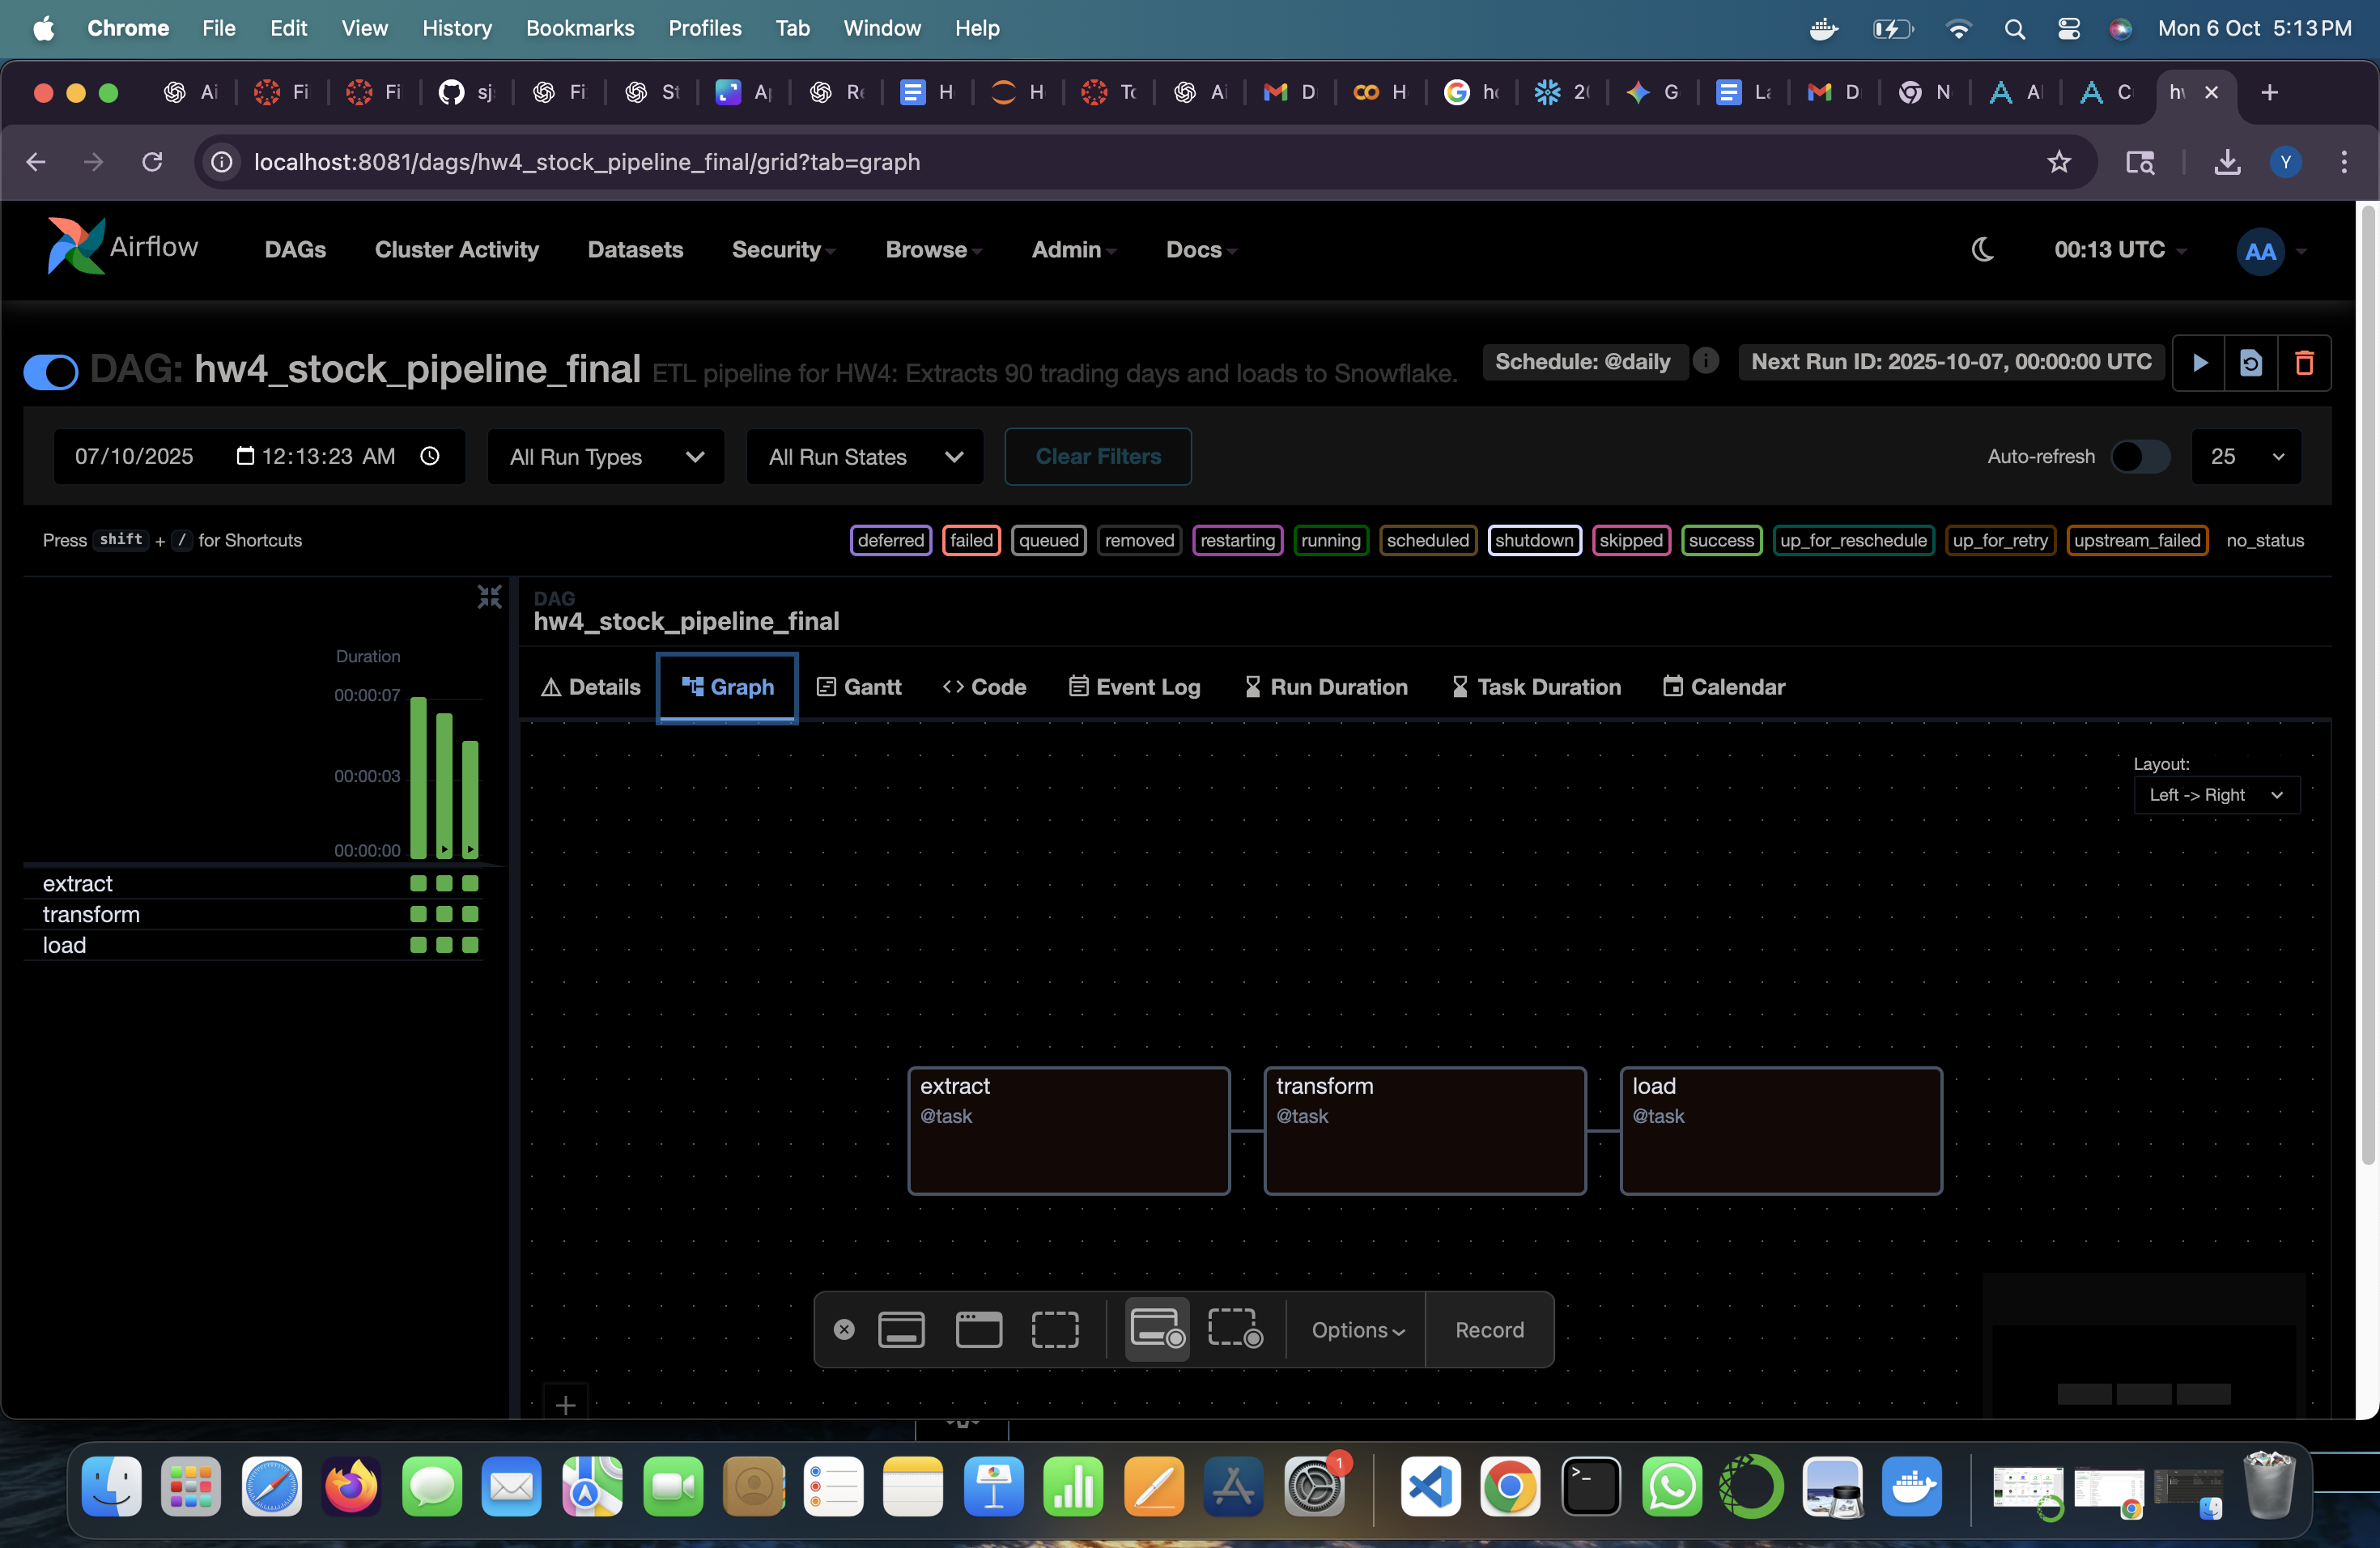 Chrome File Edit View History Bookmarks Profiles Tab Window Help Mon 6 Oct 5:13 PM
Ai Fi Fi sj Fi St A Re H H To Ai D H 2 G La D N A C
localhost:8081/dags/hw4_stock_pipeline_final/grid?tab=graph Y
Airflow DAGs Cluster Activity Datasets Security Browse Admin Docs 00:13 UTC AA
DAG: hw4_stock_pipeline_final ETL pipeline for HW4: Extracts 90 trading days and loads to Snowflake. Schedule: @daily Next Run ID: 2025-10-07, 00:00:00 UTC
07/10/2025 12:13:23 AM All Run Types All Run States Clear Filters Auto-refresh 25
Press shift + / for Shortcuts deferred failed queued removed restarting running scheduled shutdown skipped success up_for_reschedule up_for_retry upstream_failed no_status
DAG
hw4_stock_pipeline_final
Duration
00:00:07
00:00:03
00:00:00
extract
transform
load
Details Graph Gantt Code Event Log Run Duration Task Duration Calendar
Layout:
Left -> Right
extract
@task
transform
@task
load
@task
Options Record
1